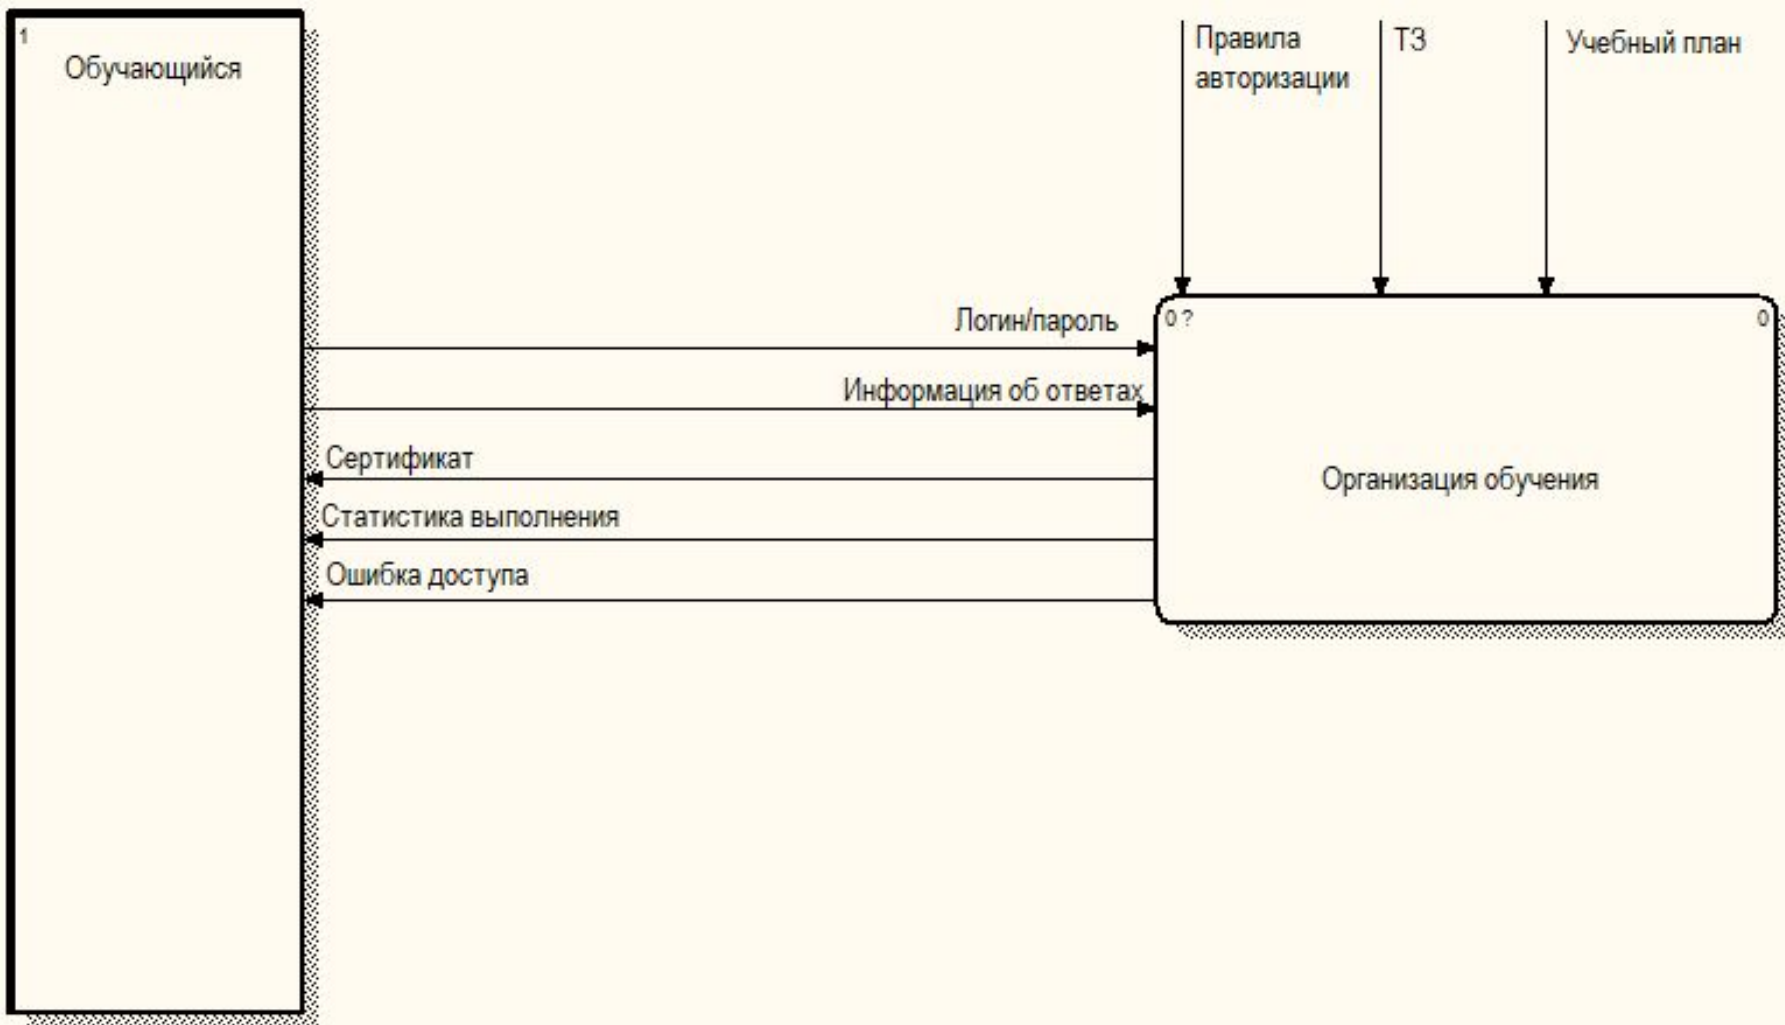 1
Обучающийся
Правила
авторизации
ТЗ
Учебный план
Логин/пароль
0 ?
0
Информация об ответах
Сертификат
Организация обучения
Статистика выполнения
Ошибка доступа